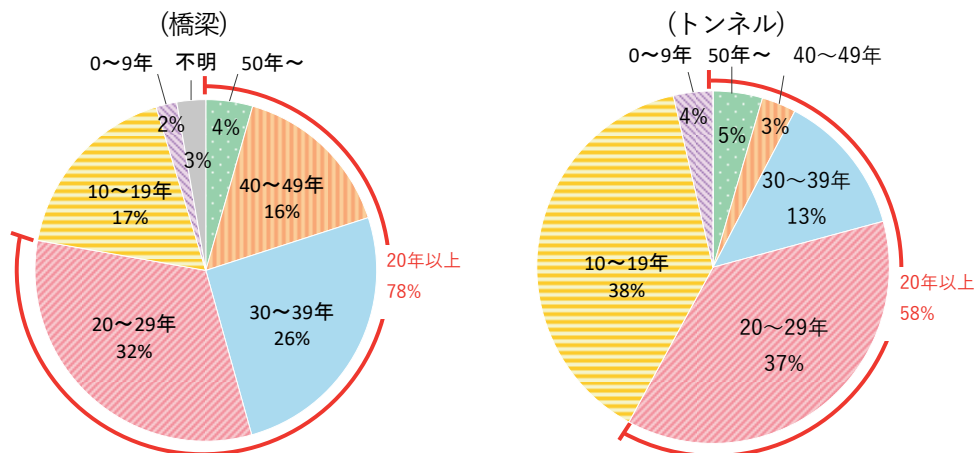 (橋梁)
0～9年
不明
50年～
2%
3%
4%
40～49年
16%
10～19年
17%
20年以上
78%
30～39年
26%
20～29年
32%
(トンネル)
0～9年
50年～
40～49年
4%
5%
3%
30～39年
13%
10～19年
38%
20年以上
58%
20～29年
37%